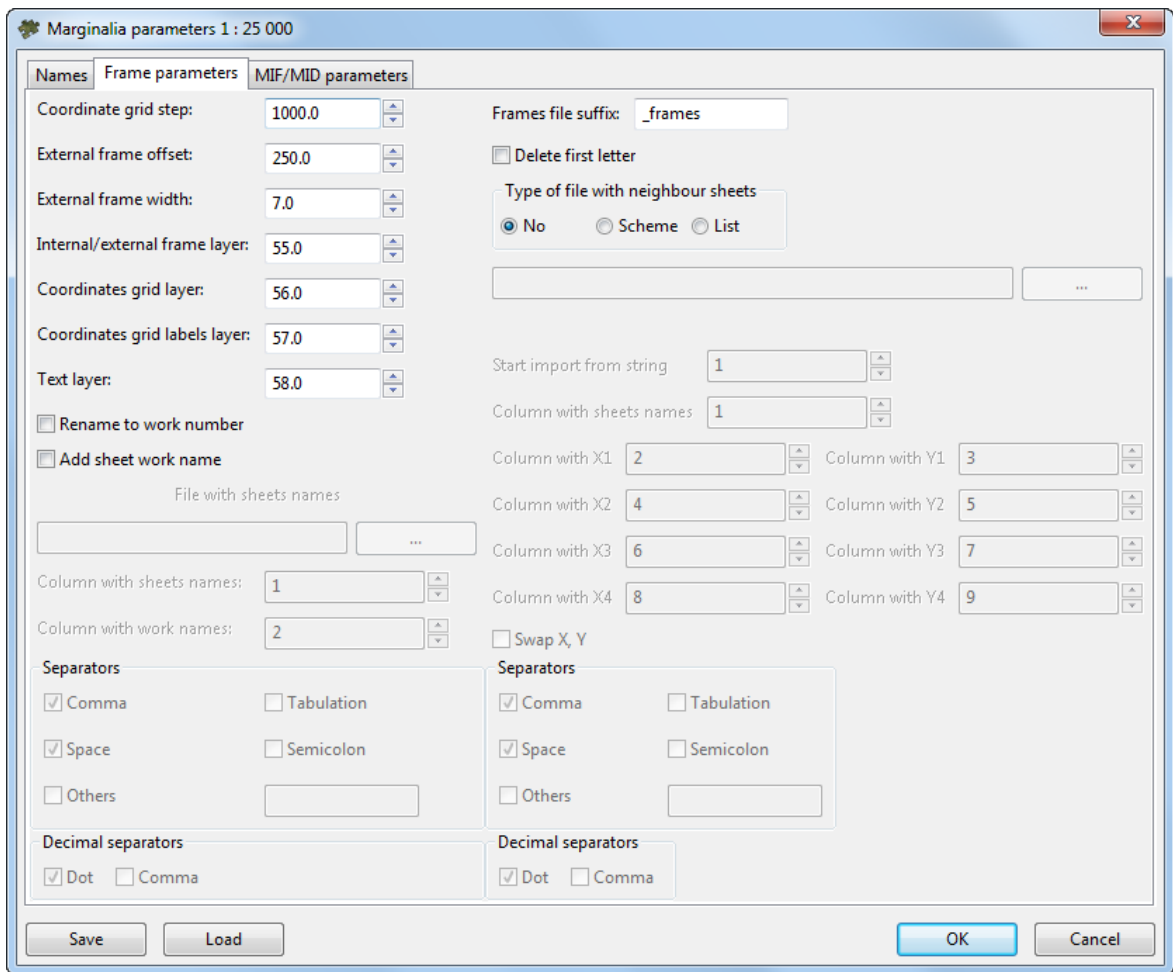 Marginalia parameters 1 : 25 000
Names Frame parameters MIF/MID parameters
Coordinate grid step: 1000.0
External frame offset: 250.0
External frame width: 7.0
Internal/external frame layer: 55.0
Coordinates grid layer: 56.0
Coordinates grid labels layer: 57.0
Text layer: 58.0
Rename to work number
Add sheet work name
File with sheets names
...
Column with sheets names: 1
Column with work names: 2
Separators
Comma Tabulation
Space Semicolon
Others
Decimal separators
Dot Comma
Frames file suffix: _frames
Delete first letter
Type of file with neighbour sheets
No Scheme List
...
Start import from string 1
Column with sheets names 1
Column with X1 2 Column with Y1 3
Column with X2 4 Column with Y2 5
Column with X3 6 Column with Y3 7
Column with X4 8 Column with Y4 9
Swap X, Y
Separators
Comma Tabulation
Space Semicolon
Others
Decimal separators
Dot Comma
Save Load OK Cancel